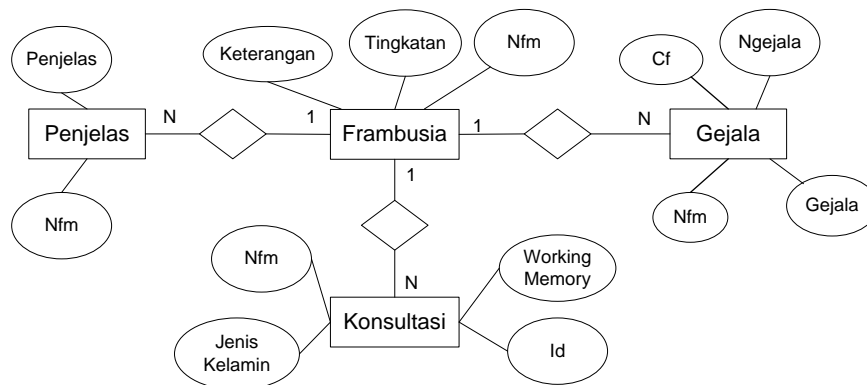 Keterangan
Tingkatan
Nfm
Cf
Ngejala
Penjelas
Penjelas
N
1
Frambusia
1
N
Gejala
1
Nfm
Nfm
Gejala
Nfm
N
Working
Memory
Konsultasi
Jenis
Kelamin
Id